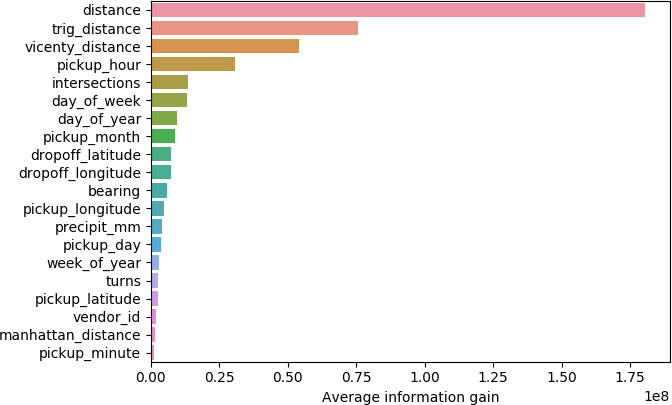 distance
trig_distance
vicenty_distance
pickup_hour
intersections
day_of_week
day_of_year
pickup_month
dropoff_latitude
dropoff_longitude
bearing
pickup_longitude
precipit_mm
pickup_day
week_of_year
turns
pickup_latitude
vendor_id
manhattan_distance
pickup_minute
0.00 0.25 0.50 0.75 1.00 1.25 1.50 1.75
1e8
Average information gain